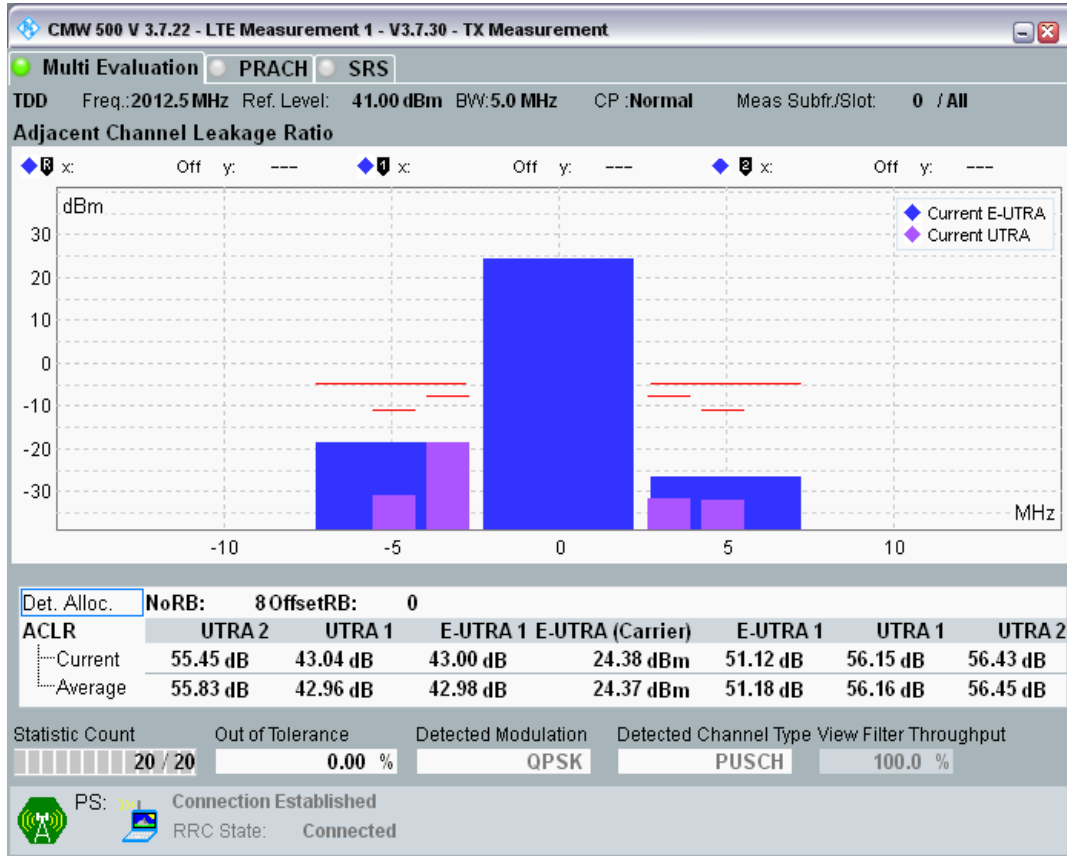 CMW 500 V 3.7.22 - LTE Measurement 1 - V3.7.30 - TX Measurement
Multi Evaluation PRACH SRS
TDD Freq.:2012.5 MHz Ref. Level: 41.00 dBm BW:5.0 MHz CP :Normal Meas Subfr./Slot: 0 / All
Adjacent Channel Leakage Ratio
R x: Off y: --- 1 x: Off y: --- 2 x: Off y: ---
dBm
Current E-UTRA
Current UTRA
30
20
10
0
-10
-20
-30
MHz
-10 -5 0 5 10
Det. Alloc. NoRB: 8 OffsetRB: 0
ACLR UTRA 2 UTRA 1 E-UTRA 1 E-UTRA (Carrier) E-UTRA 1 UTRA 1 UTRA 2
Current 55.45 dB 43.04 dB 43.00 dB 24.38 dBm 51.12 dB 56.15 dB 56.43 dB
Average 55.83 dB 42.96 dB 42.98 dB 24.37 dBm 51.18 dB 56.16 dB 56.45 dB
Statistic Count Out of Tolerance Detected Modulation Detected Channel Type View Filter Throughput
20 / 20 0.00 % QPSK PUSCH 100.0 %
PS: Connection Established
RRC State: Connected